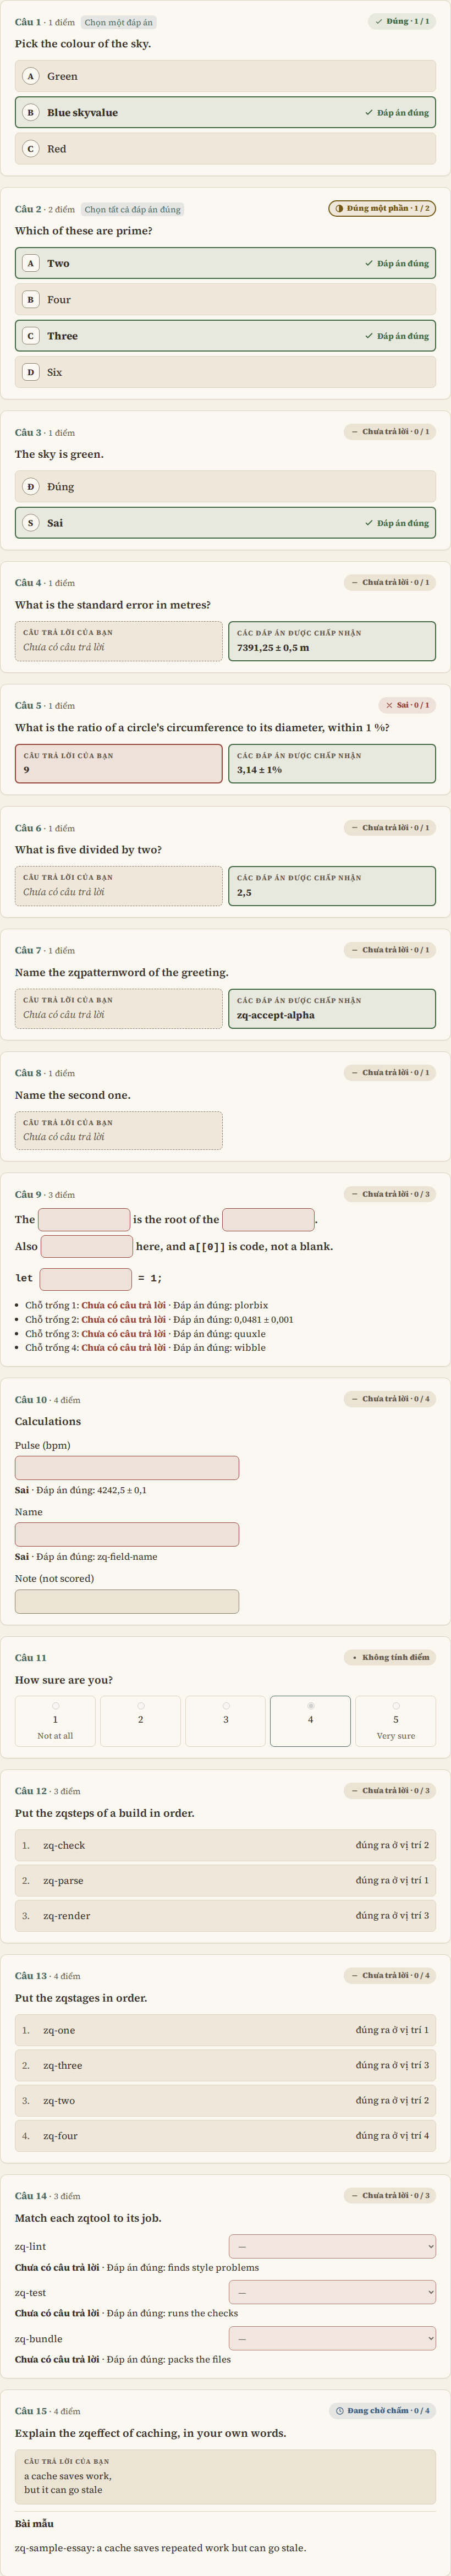 Câu 1 · 1 điểm Chọn một đáp án Đúng · 1 / 1
Pick the colour of the sky.
A Green
B Blue skyvalue Đáp án đúng
C Red
Câu 2 · 2 điểm Chọn tất cả đáp án đúng Đúng một phần · 1 / 2
Which of these are prime?
A Two Đáp án đúng
B Four
C Three Đáp án đúng
D Six
Câu 3 · 1 điểm Chưa trả lời · 0 / 1
The sky is green.
Đ Đúng
S Sai Đáp án đúng
Câu 4 · 1 điểm Chưa trả lời · 0 / 1
What is the standard error in metres?
CÂU TRẢ LỜI CỦA BẠN CÁC ĐÁP ÁN ĐƯỢC CHẤP NHẬN
Chưa có câu trả lời 7391,25 ± 0,5 m
Câu 5 · 1 điểm Sai · 0 / 1
What is the ratio of a circle's circumference to its diameter, within 1 %?
CÂU TRẢ LỜI CỦA BẠN CÁC ĐÁP ÁN ĐƯỢC CHẤP NHẬN
9 3,14 ± 1%
Câu 6 · 1 điểm Chưa trả lời · 0 / 1
What is five divided by two?
CÂU TRẢ LỜI CỦA BẠN CÁC ĐÁP ÁN ĐƯỢC CHẤP NHẬN
Chưa có câu trả lời 2,5
Câu 7 · 1 điểm Chưa trả lời · 0 / 1
Name the zqpatternword of the greeting.
CÂU TRẢ LỜI CỦA BẠN CÁC ĐÁP ÁN ĐƯỢC CHẤP NHẬN
Chưa có câu trả lời zq-accept-alpha
Câu 8 · 1 điểm Chưa trả lời · 0 / 1
Name the second one.
CÂU TRẢ LỜI CỦA BẠN
Chưa có câu trả lời
Câu 9 · 3 điểm Chưa trả lời · 0 / 3
The is the root of the .
Also here, and a[[0]] is code, not a blank.
let = 1;
• Chỗ trống 1: Chưa có câu trả lời · Đáp án đúng: plorbix
• Chỗ trống 2: Chưa có câu trả lời · Đáp án đúng: 0,0481 ± 0,001
• Chỗ trống 3: Chưa có câu trả lời · Đáp án đúng: quuxle
• Chỗ trống 4: Chưa có câu trả lời · Đáp án đúng: wibble
Câu 10 · 4 điểm Chưa trả lời · 0 / 4
Calculations
Pulse (bpm)
Sai · Đáp án đúng: 4242,5 ± 0,1
Name
Sai · Đáp án đúng: zq-field-name
Note (not scored)
Câu 11 Không tính điểm
How sure are you?
1 2 3 4 5
Not at all Very sure
Câu 12 · 3 điểm Chưa trả lời · 0 / 3
Put the zqsteps of a build in order.
1. zq-check đúng ra ở vị trí 2
2. zq-parse đúng ra ở vị trí 1
3. zq-render đúng ra ở vị trí 3
Câu 13 · 4 điểm Chưa trả lời · 0 / 4
Put the zqstages in order.
1. zq-one đúng ra ở vị trí 1
2. zq-three đúng ra ở vị trí 3
3. zq-two đúng ra ở vị trí 2
4. zq-four đúng ra ở vị trí 4
Câu 14 · 3 điểm Chưa trả lời · 0 / 3
Match each zqtool to its job.
zq-lint —
Chưa có câu trả lời · Đáp án đúng: finds style problems
zq-test —
Chưa có câu trả lời · Đáp án đúng: runs the checks
zq-bundle —
Chưa có câu trả lời · Đáp án đúng: packs the files
Câu 15 · 4 điểm Đang chờ chấm · 0 / 4
Explain the zqeffect of caching, in your own words.
CÂU TRẢ LỜI CỦA BẠN
a cache saves work,
but it can go stale
Bài mẫu
zq-sample-essay: a cache saves repeated work but can go stale.